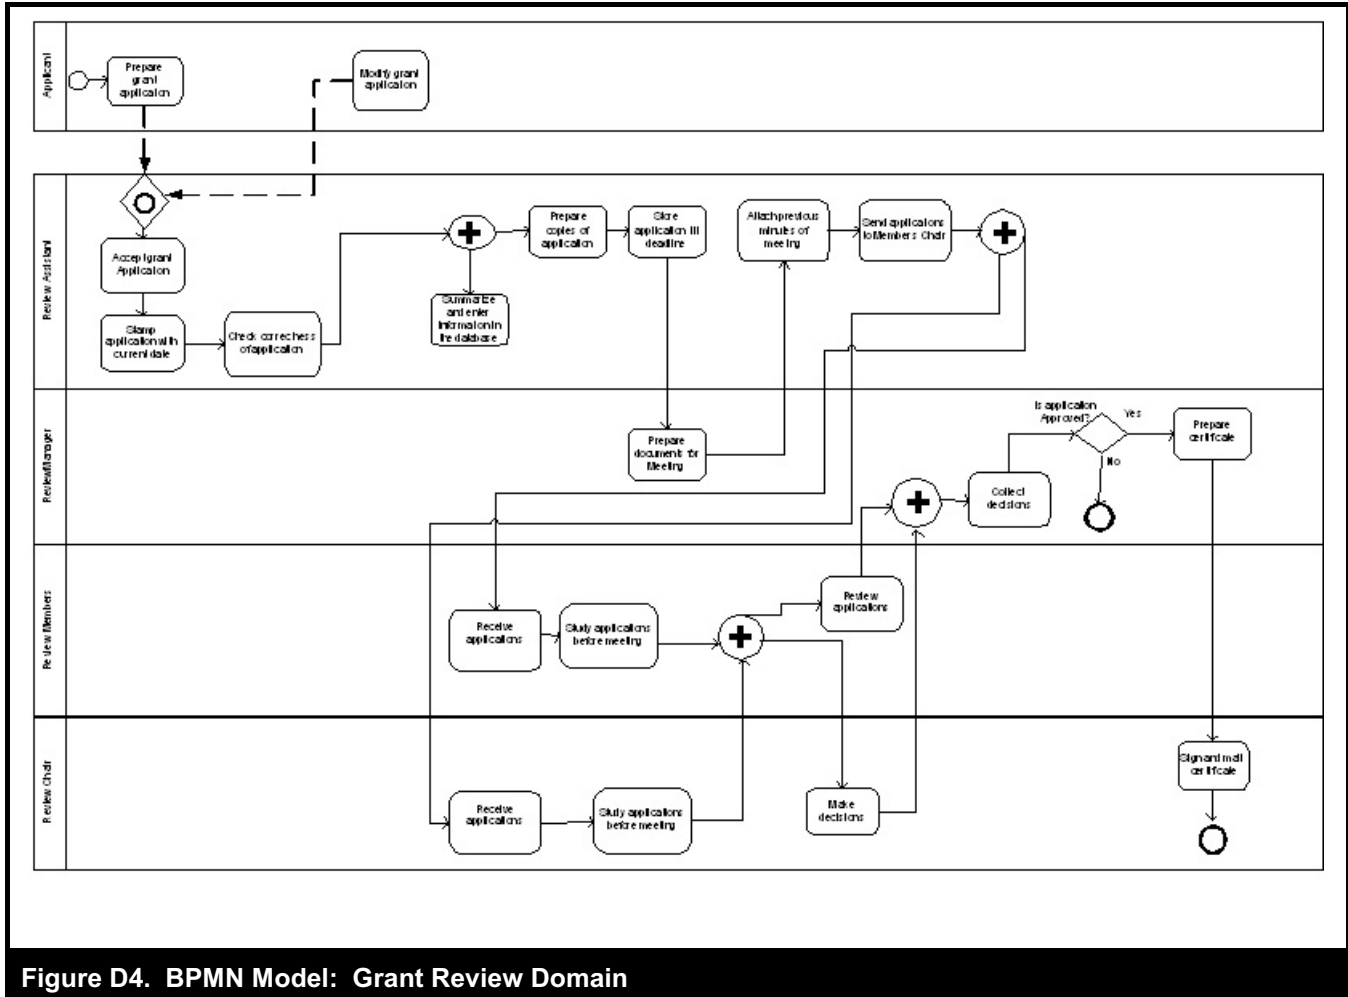 Applicant
Prepare
grant
application
Modify grant
application
Review Assistant
Accept grant
Application
Stamp
application with
current date
Check correctness
of application
Summarize
and enter
information in
the database
Prepare
copies of
application
Store
application till
deadline
Attach previous
minutes of
meeting
Send applications
to Members Chair
Review Manager
Prepare
documents for
Meeting
Collect
decisions
Is application
Approved?
Yes
No
Prepare
certificate
Review Members
Receive
applications
Study applications
before meeting
Review
applications
Review Chair
Receive
applications
Study applications
before meeting
Make
decisions
Sign and mail
certificate
Figure D4. BPMN Model: Grant Review Domain